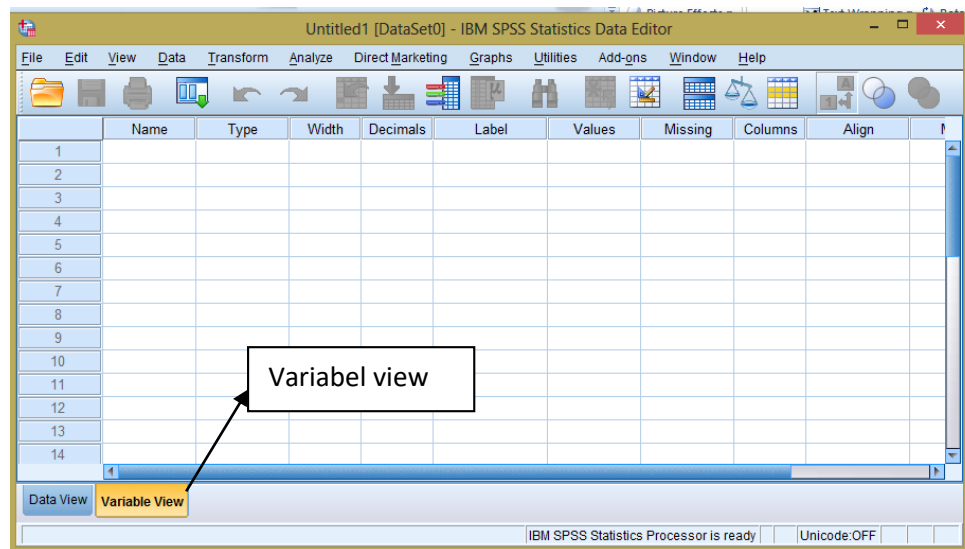 Untitled1 [DataSet0] - IBM SPSS Statistics Data Editor
File Edit View Data Transform Analyze Direct Marketing Graphs Utilities Add-ons Window Help
Name Type Width Decimals Label Values Missing Columns Align
1
2
3
4
5
6
7
8
9
10
11
12
13
14
Variabel view
Data View Variable View
IBM SPSS Statistics Processor is ready Unicode:OFF